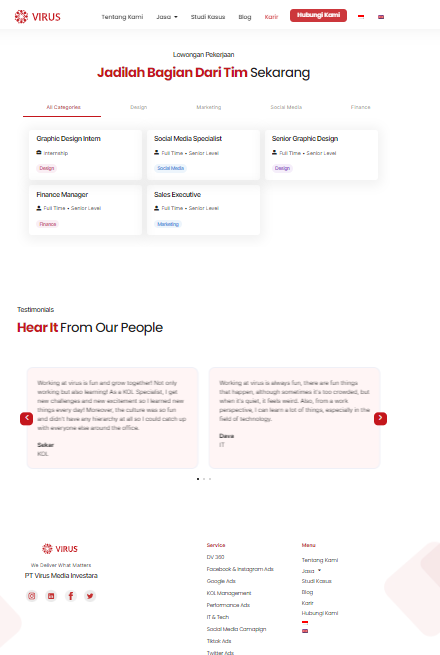 VIRUS
Tentang Kami
Jasa
Studi Kasus
Blog
Karir
Hubungi Kami
Lowongan Pekerjaan
Jadilah Bagian Dari Tim Sekarang
All Categories
Design
Marketing
Social Media
Finance
Graphic Design Intern
Internship
Design
Social Media Specialist
Full Time • Senior Level
Social Media
Senior Graphic Design
Full Time • Senior Level
Design
Finance Manager
Full Time • Senior Level
Finance
Sales Executive
Full Time • Senior Level
Marketing
Testimonials
Hear It From Our People
Working at virus is fun and grow together! Not only
working but also learning! As a KOL Specialist, I get
new challenges and new excitement so I learned new
things every day! Moreover, the culture was so fun
and didn't have any hierarchy at all so I could catch up
with everyone else around the office.
Sekar
KOL
Working at virus is always fun, there are fun things
that happen, although sometimes it's too crowded, but
when it's quiet, it feels weird. Also, from a work
perspective, I can learn a lot of things, especially in the
field of technology.
Dava
IT
VIRUS
We Deliver What Matters
PT Virus Media Investara
Service
DV 360
Facebook & Instagram Ads
Google Ads
KOL Management
Performance Ads
IT & Tech
Social Media Campaign
Tiktok Ads
Twitter Ads
Menu
Tentang Kami
Jasa
Studi Kasus
Blog
Karir
Hubungi Kami